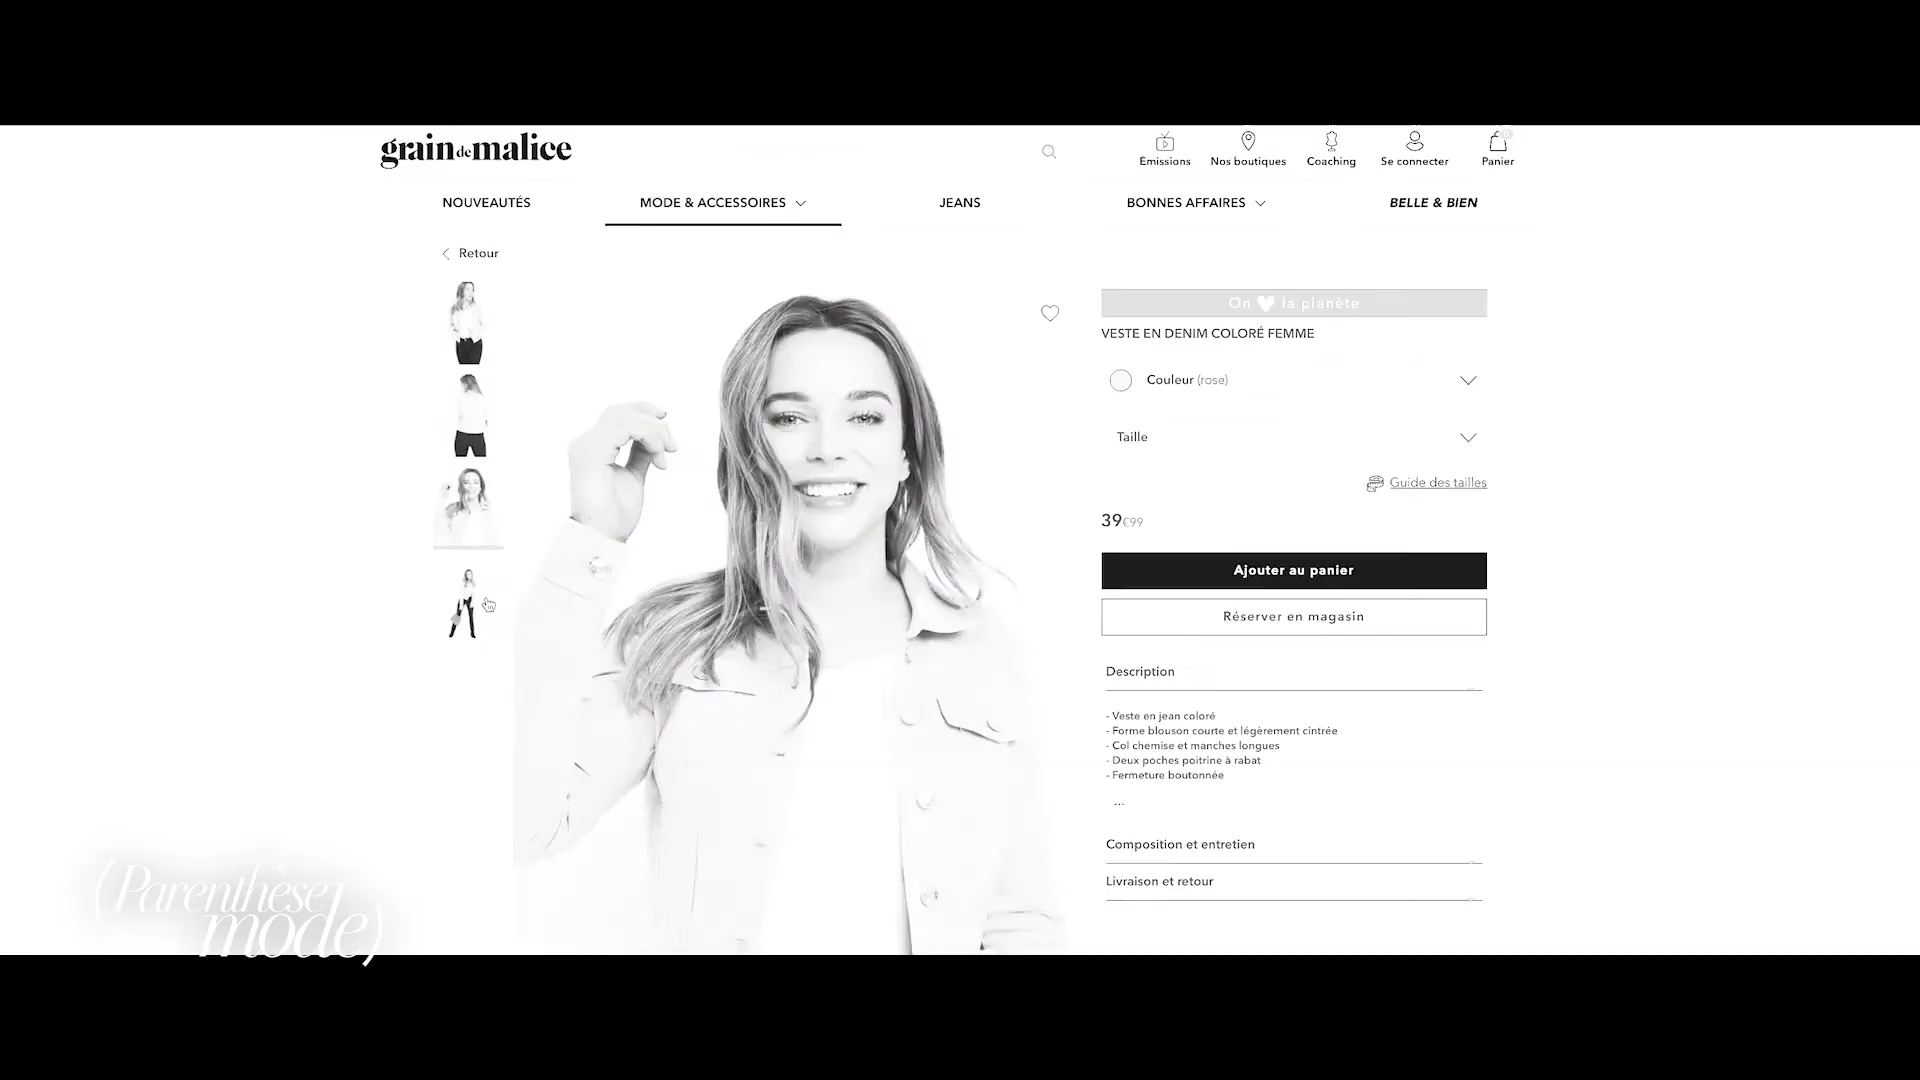 grain de malice
Émissions
Nos boutiques
Coaching
Se connecter
Panier
NOUVEAUTÉS
MODE & ACCESSOIRES
JEANS
BONNES AFFAIRES
BELLE & BIEN
Retour
On la planète
VESTE EN DENIM COLORÉ FEMME
Couleur (rose)
Taille
Guide des tailles
39€99
Ajouter au panier
Réserver en magasin
Description
- Veste en jean coloré
- Forme blouson courte et légèrement cintrée
- Col chemise et manches longues
- Deux poches poitrine à rabat
- Fermeture boutonnée
...
Composition et entretien
Livraison et retour
(Parenthèse
mode)